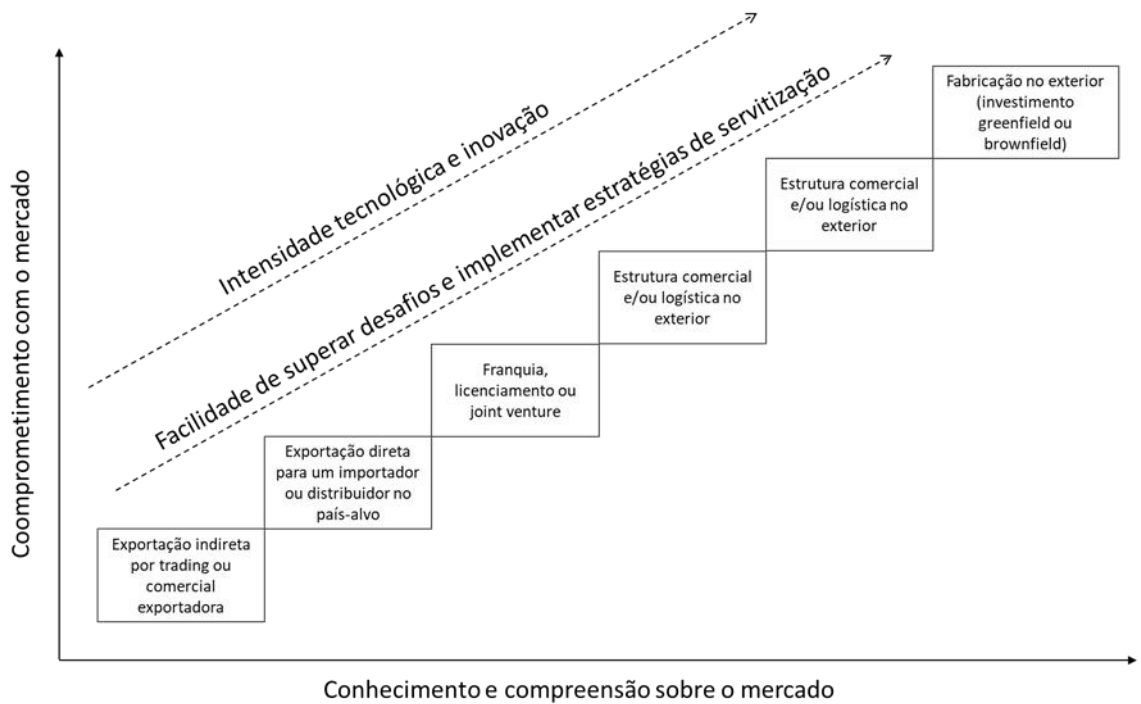 Coomprometimento com o mercado
Intensidade tecnológica e inovação
Facilidade de superar desafios e implementar estratégias de servitização
Fabricação no exterior
(investimento
greenfield ou
brownfield)
Estrutura comercial
e/ou logística no
exterior
Estrutura comercial
e/ou logística no
exterior
Franquia,
licenciamento ou
joint venture
Exportação direta
para um importador
ou distribuidor no
país-alvo
Exportação indireta
por trading ou
comercial
exportadora
Conhecimento e compreensão sobre o mercado